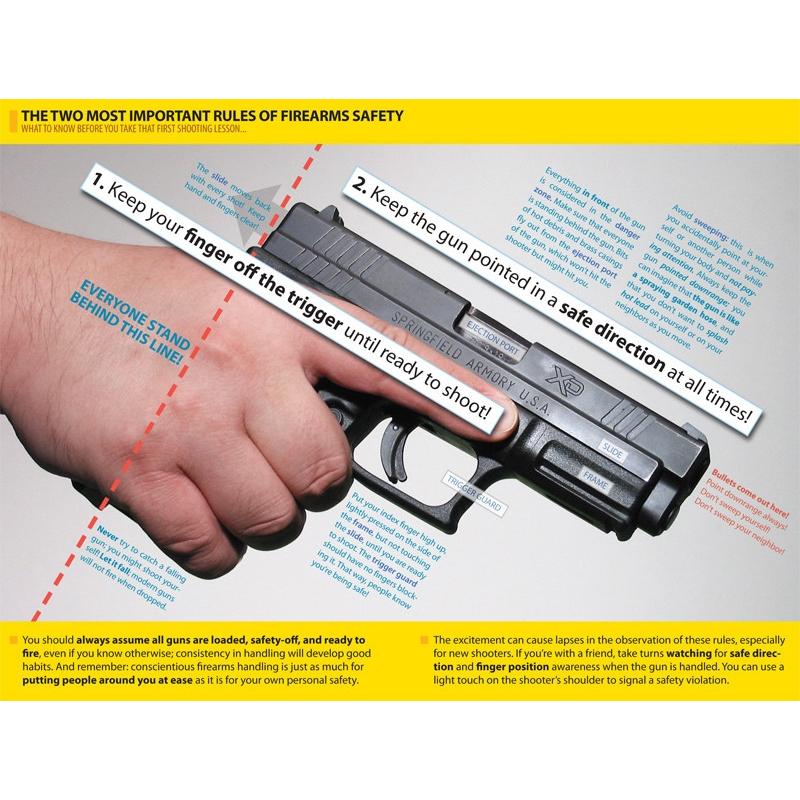 THE TWO MOST IMPORTANT RULES OF FIREARMS SAFETY
WHAT TO KNOW BEFORE YOU TAKE THAT FIRST SHOOTING LESSON...
The slide moves back
with every shot! Keep
hand and fingers clear!
1. Keep your finger off the trigger until ready to shoot!
2. Keep the gun pointed in a safe direction at all times!
Everything in front of the gun
is considered in the danger
zone. Make sure that everyone
is standing behind the gun. Bits
of hot debris and brass casings
fly out from the ejection port
of the gun, which won't hit the
shooter but might hit you.
Avoid sweeping: this is when
you accidentally point at your-
self or another person while
turning your body and not pay-
ing attention. Always keep the
gun pointed downrange; you
can imagine that the gun is like
a spraying garden hose, and
that you don't want to splash
hot lead on yourself or on your
neighbors as you move.
EVERYONE STAND
BEHIND THIS LINE!
EJECTION PORT
SPRINGFIELD ARMORY U.S.A.
XD
SLIDE
FRAME
TRIGGER GUARD
Bullets come out here!
Point downrange always!
Don't sweep yourself!
Don't sweep your neighbor!
Put your index finger high up,
lightly pressed on the side of
the frame, but not touching
the slide, until you are ready
to shoot. The trigger guard
should have no fingers block-
ing it. That way, people know
you're being safe!
Never try to catch a falling
gun; you might shoot your-
self! Let it fall; modern guns
will not fire when dropped.
You should always assume all guns are loaded, safety-off, and ready to
fire, even if you know otherwise; consistency in handling will develop good
habits. And remember: conscientious firearms handling is just as much for
putting people around you at ease as it is for your own personal safety.
The excitement can cause lapses in the observation of these rules, especially
for new shooters. If you're with a friend, take turns watching for safe direc-
tion and finger position awareness when the gun is handled. You can use a
light touch on the shooter's shoulder to signal a safety violation.